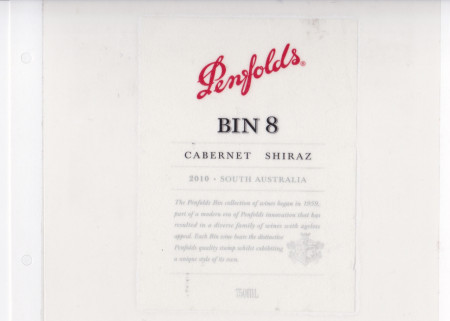 Penfolds®
BIN 8
CABERNET SHIRAZ
2010 · SOUTH AUSTRALIA
The Penfolds Bin collection of wines began in 1959,
part of a modern era of Penfolds innovation that has
resulted in a diverse family of wines with ageless
appeal. Each Bin wine bears the distinctive
Penfolds quality stamp whilst exhibiting
a unique style of its own.
750ML